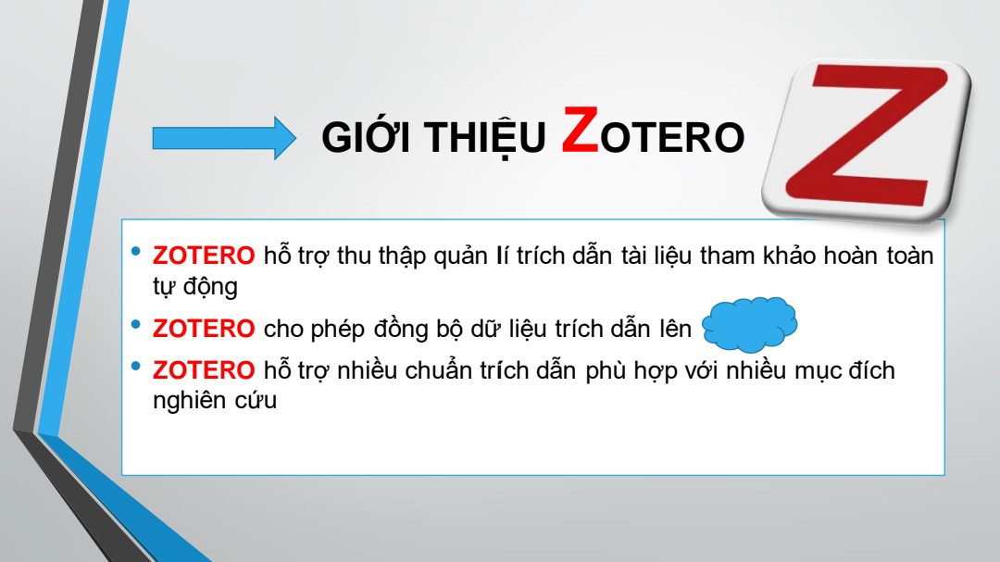 GIỚI THIỆU ZOTERO
Z
• ZOTERO hỗ trợ thu thập quản lí trích dẫn tài liệu tham khảo hoàn toàn
tự động
• ZOTERO cho phép đồng bộ dữ liệu trích dẫn lên
• ZOTERO hỗ trợ nhiều chuẩn trích dẫn phù hợp với nhiều mục đích
nghiên cứu